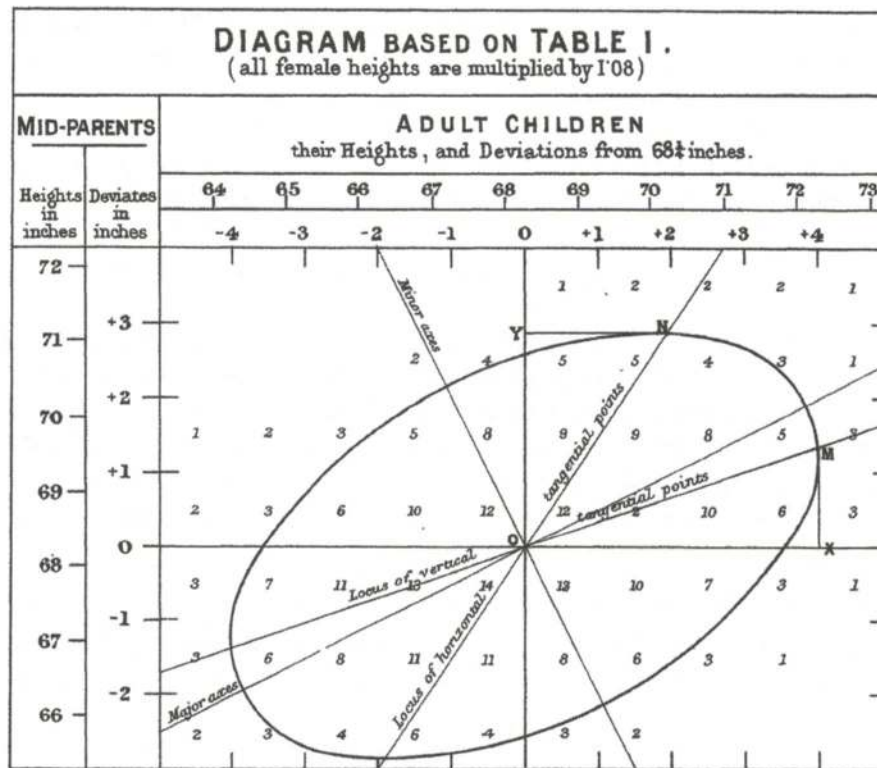 DIAGRAM BASED ON TABLE I.
(all female heights are multiplied by 1·08)
MID-PARENTS
ADULT CHILDREN
their Heights, and Deviations from 68¼ inches.
Heights in inches
Deviates in inches
64 65 66 67 68 69 70 71 72 73
-4 -3 -2 -1 0 +1 +2 +3 +4
72
1 2 2 2 1
Minor axes
+3
71
Y N
2 4 5 5 4 3 1
+2
70
tangential points
1 2 3 5 8 9 9 8 5 3
M
+1
tangential points
69
2 3 6 10 12 12 2 10 6 3
0 O X
68
Locus of vertical
3 7 11 13 14 13 10 7 3 1
-1
67
Locus of horizontal
3 6 8 11 11 8 6 3 1
-2
Major axes
66
2 3 4 6 4 3 2